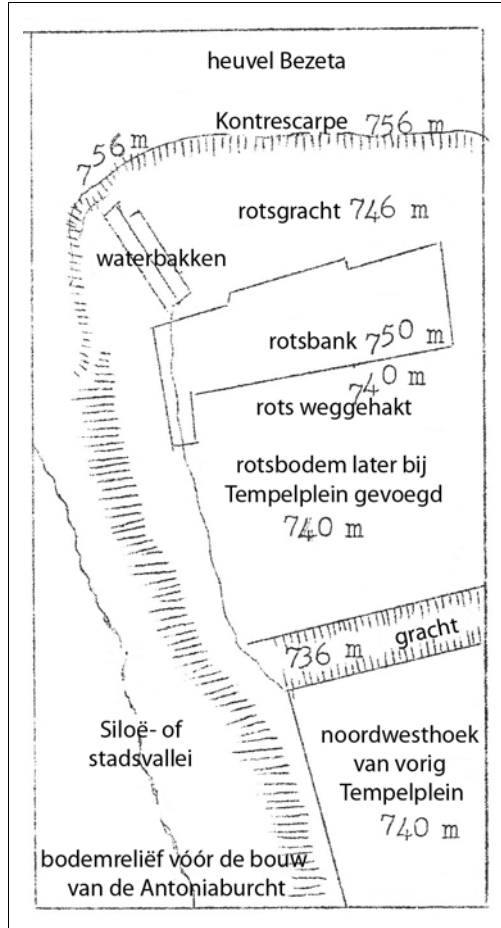 heuvel Bezeta
Kontrescarpe 756 m
756 m
rotsgracht 746 m
waterbakken
rotsbank 750 m
740 m
rots weggehakt
rotsbodem later bij
Tempelplein gevoegd
740 m
gracht
736 m
Siloë- of
stadsvallei
noordwesthoek
van vorig
Tempelplein
740 m
bodemreliëf vóór de bouw
van de Antoniaburcht